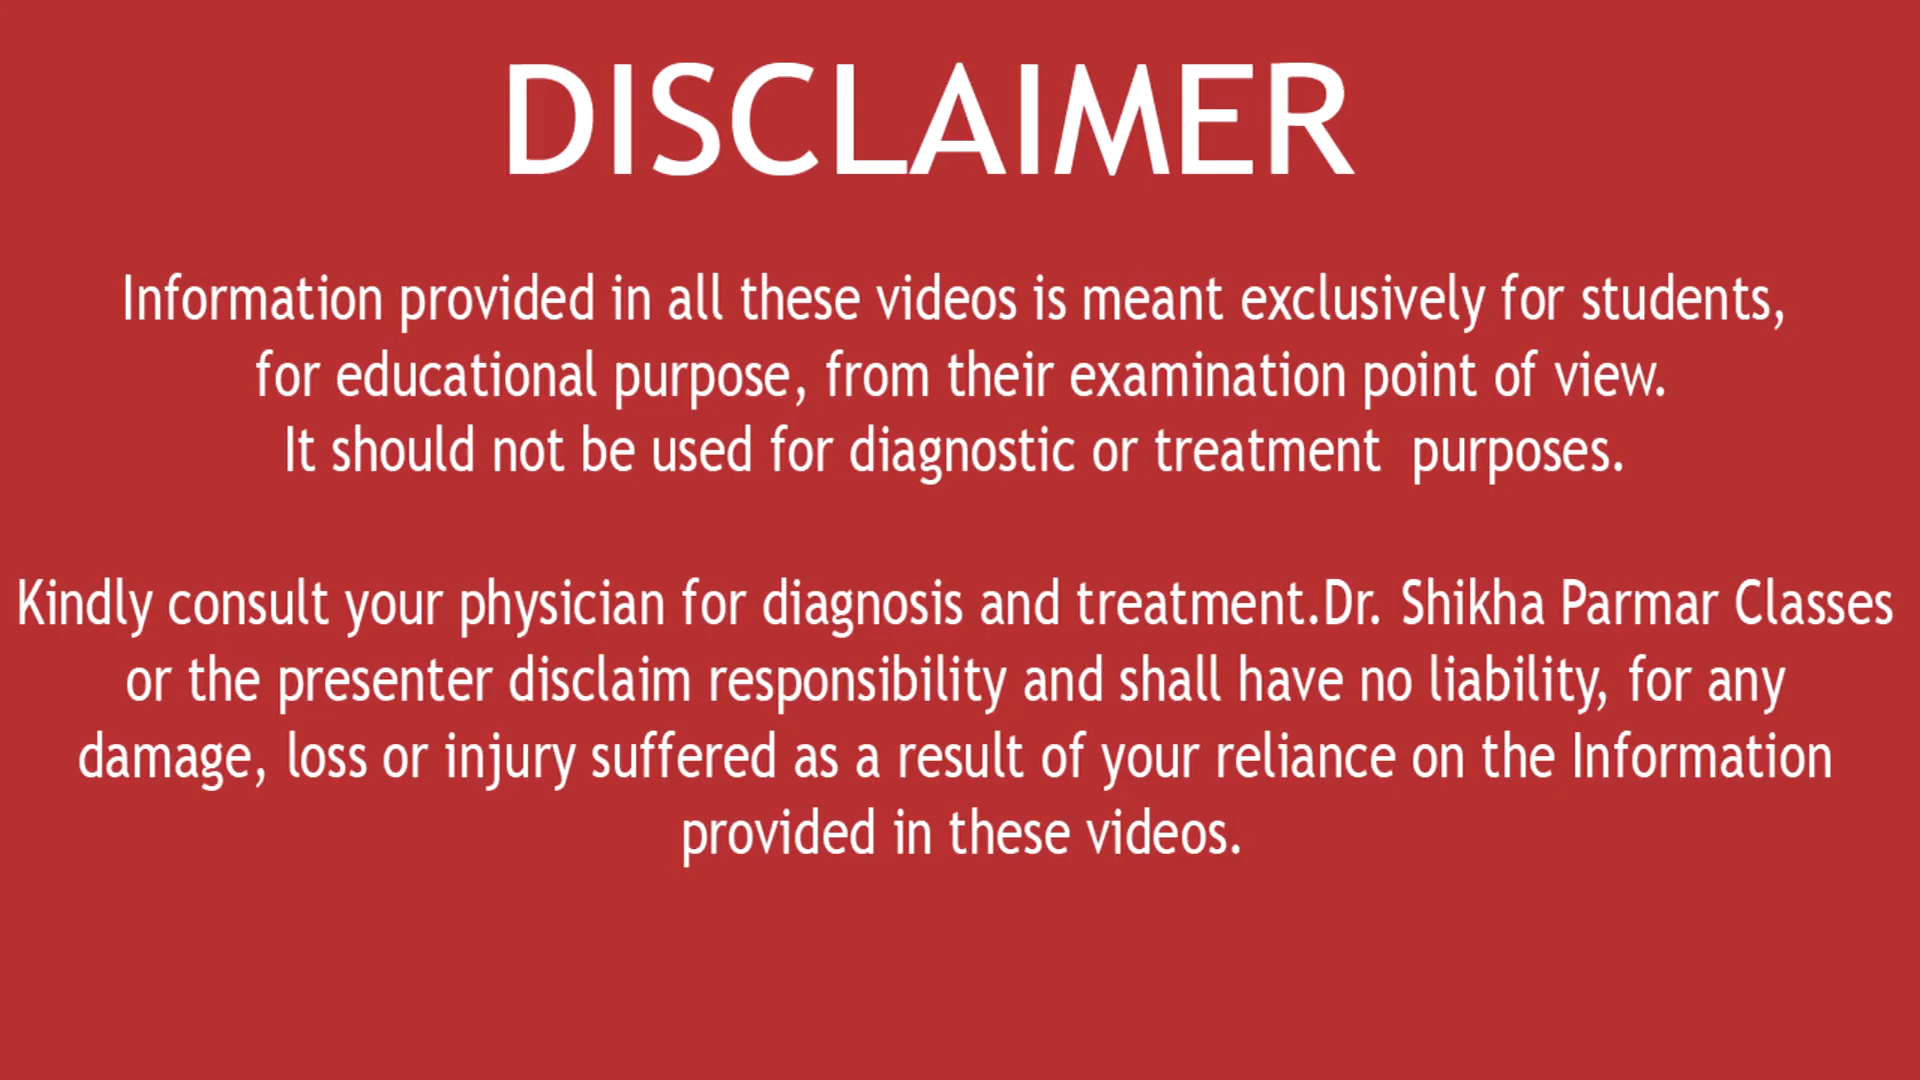 DISCLAIMER
Information provided in all these videos is meant exclusively for students,
for educational purpose, from their examination point of view.
It should not be used for diagnostic or treatment  purposes.
Kindly consult your physician for diagnosis and treatment.Dr. Shikha Parmar Classes
or the presenter disclaim responsibility and shall have no liability, for any
damage, loss or injury suffered as a result of your reliance on the Information
provided in these videos.